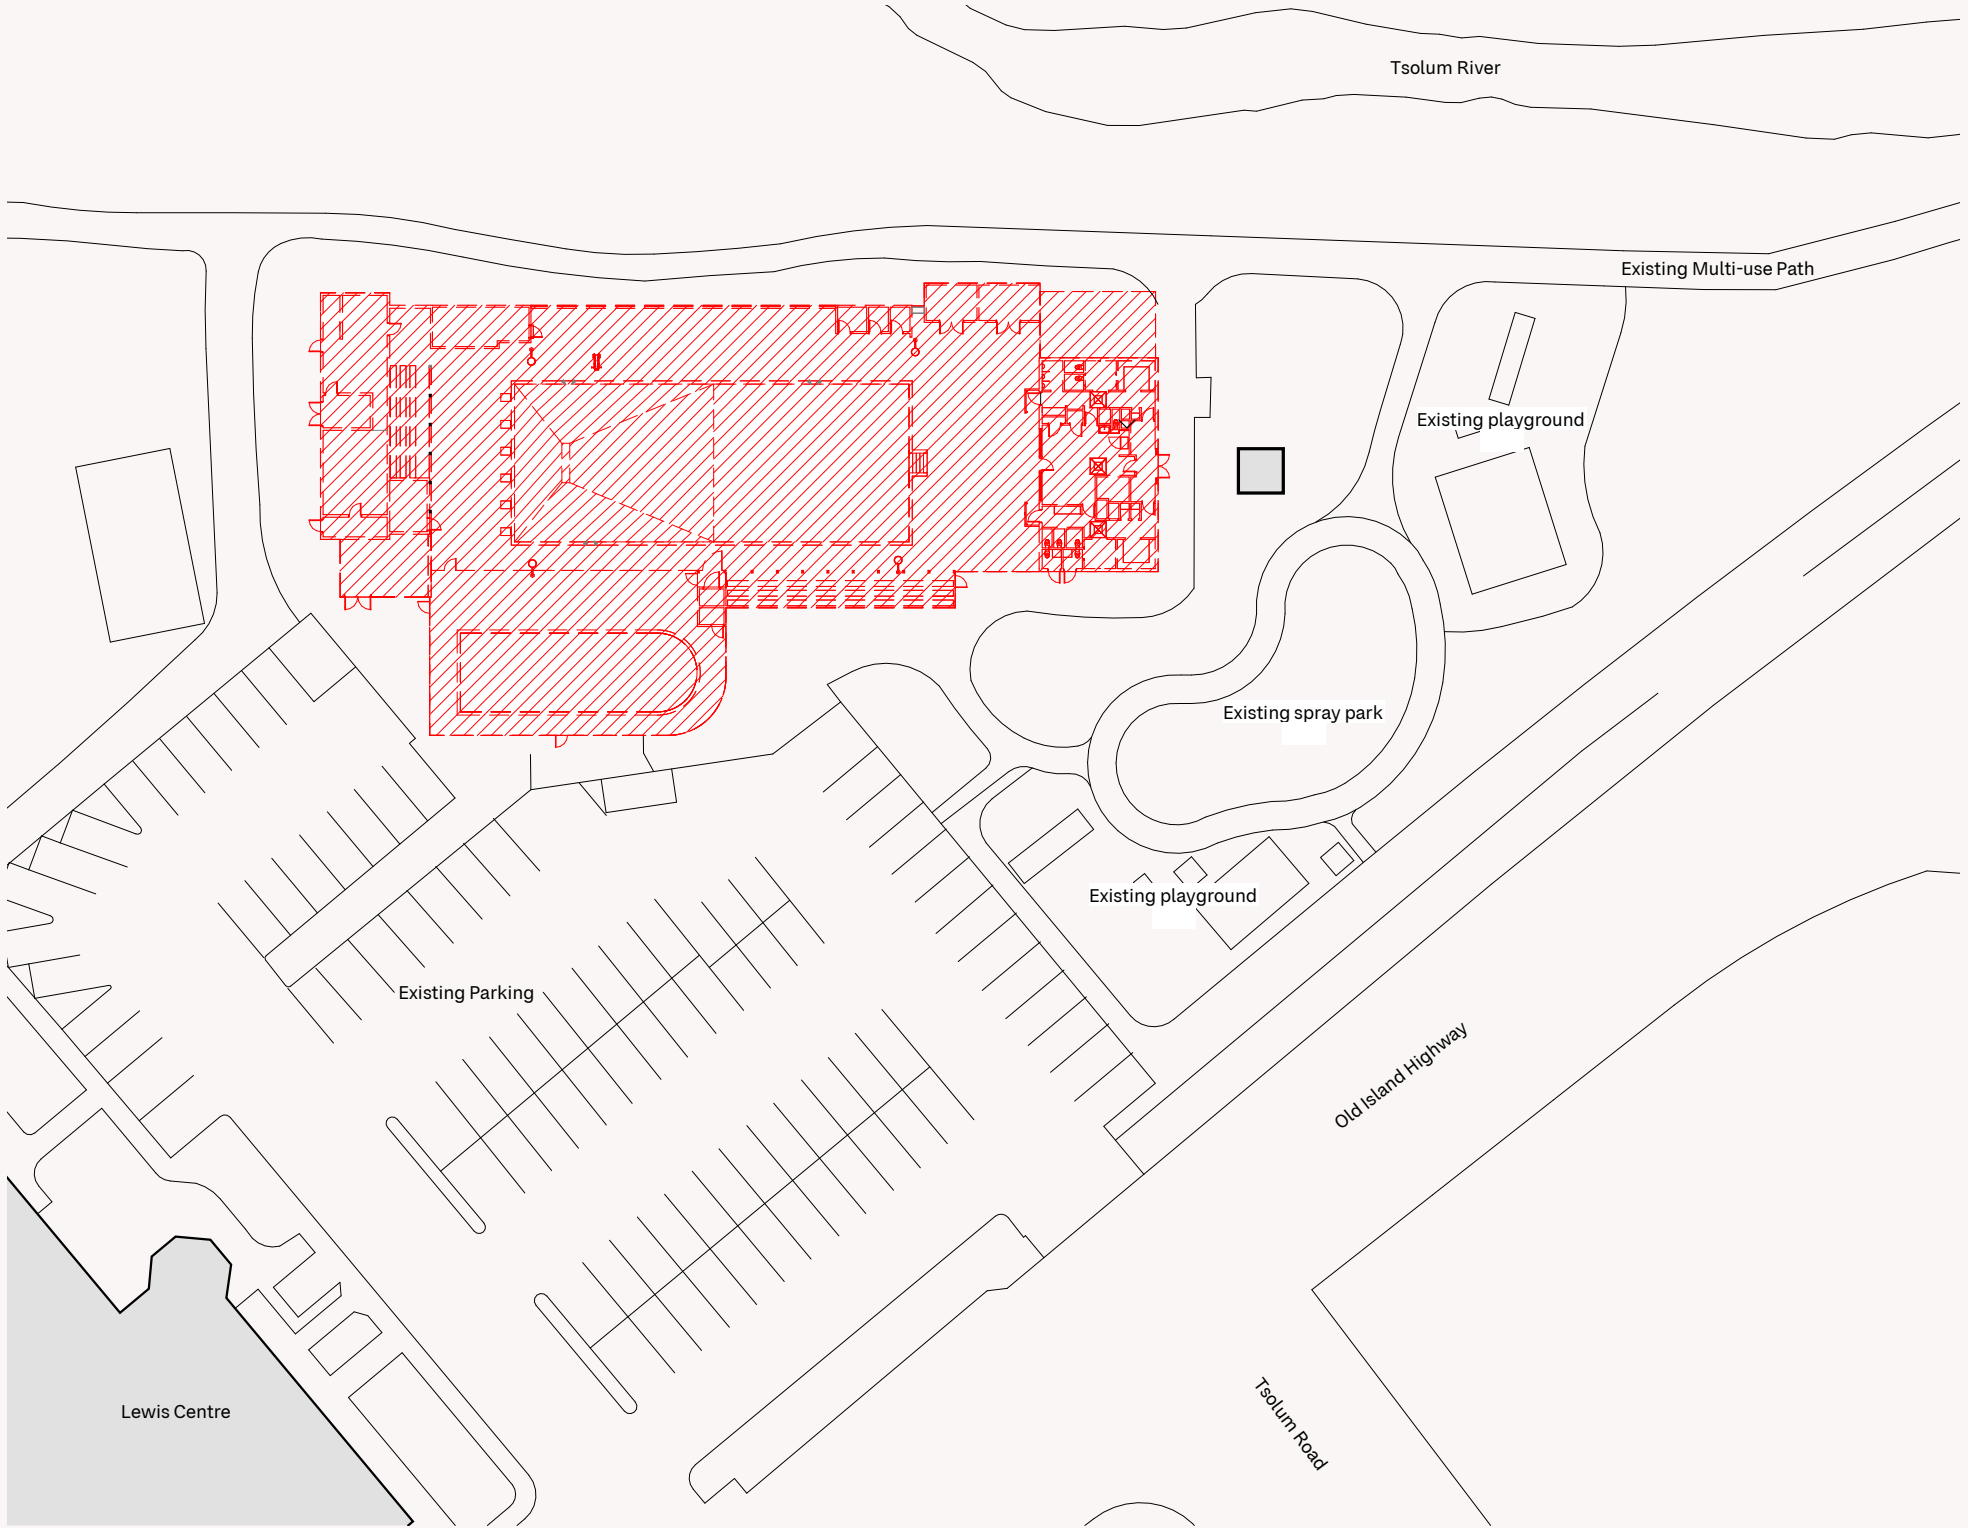 Tsolum River
Existing Multi-use Path
Existing playground
Existing spray park
Existing playground
Existing Parking
Old Island Highway
Lewis Centre
Tsolum Road